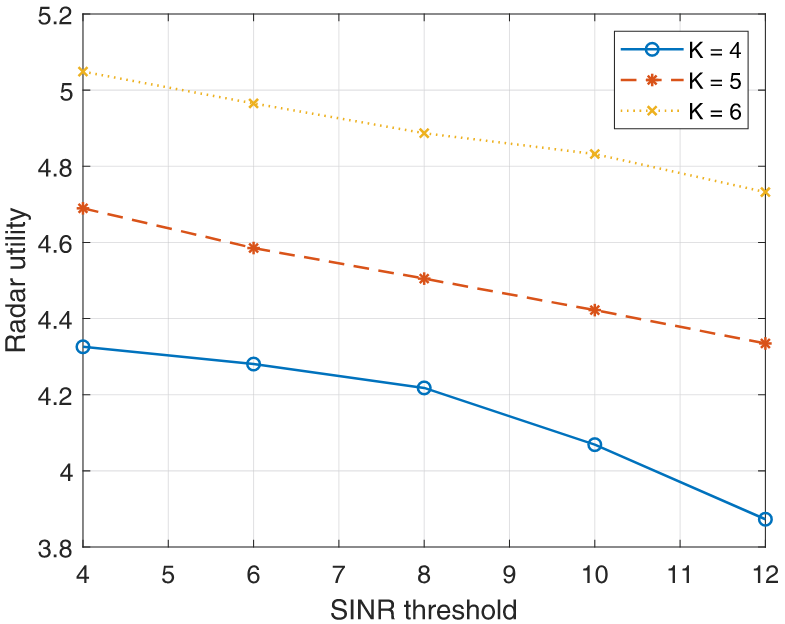 5.2
5
4.8
4.6
4.4
4.2
4
3.8
Radar utility
4 5 6 7 8 9 10 11 12
SINR threshold
K = 4
K = 5
K = 6